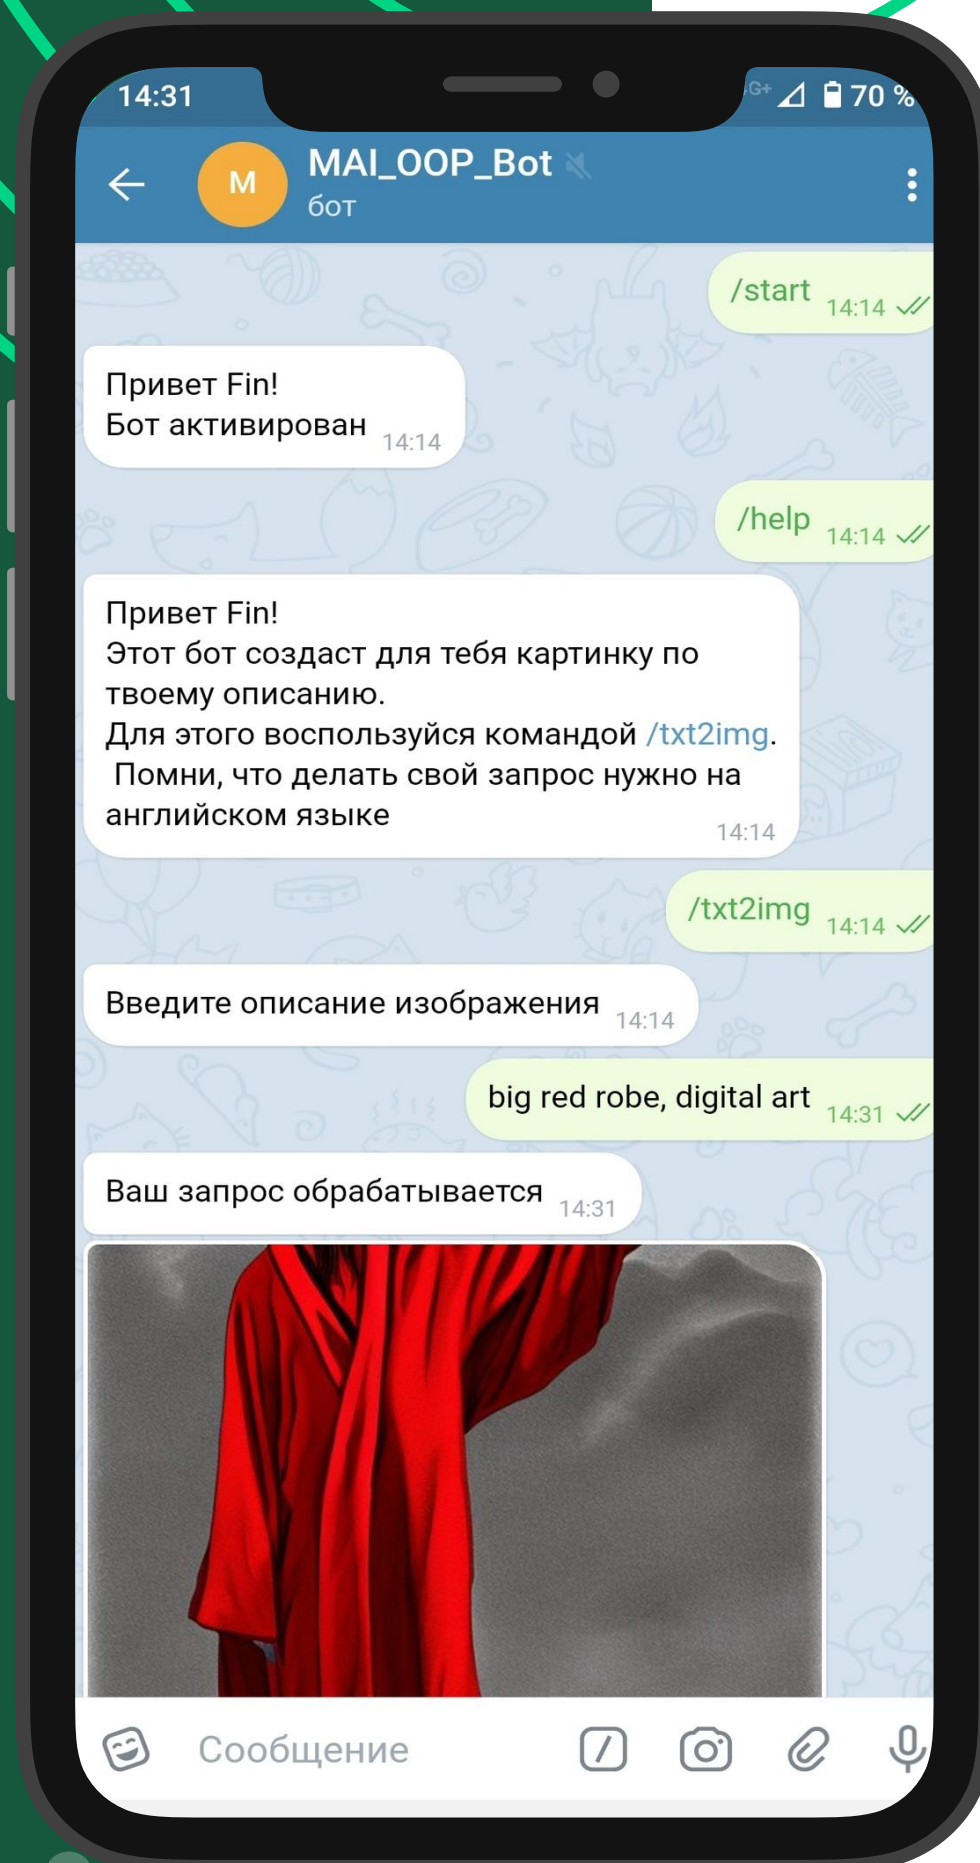 14:31
G+
70 %
M
MAI_OOP_Bot
бот
/start
14:14
Привет Fin!
Бот активирован
14:14
/help
14:14
Привет Fin!
Этот бот создаст для тебя картинку по
твоему описанию.
Для этого воспользуйся командой /txt2img.
Помни, что делать свой запрос нужно на
английском языке
14:14
/txt2img
14:14
Введите описание изображения
14:14
big red robe, digital art
14:31
Ваш запрос обрабатывается
14:31
Сообщение